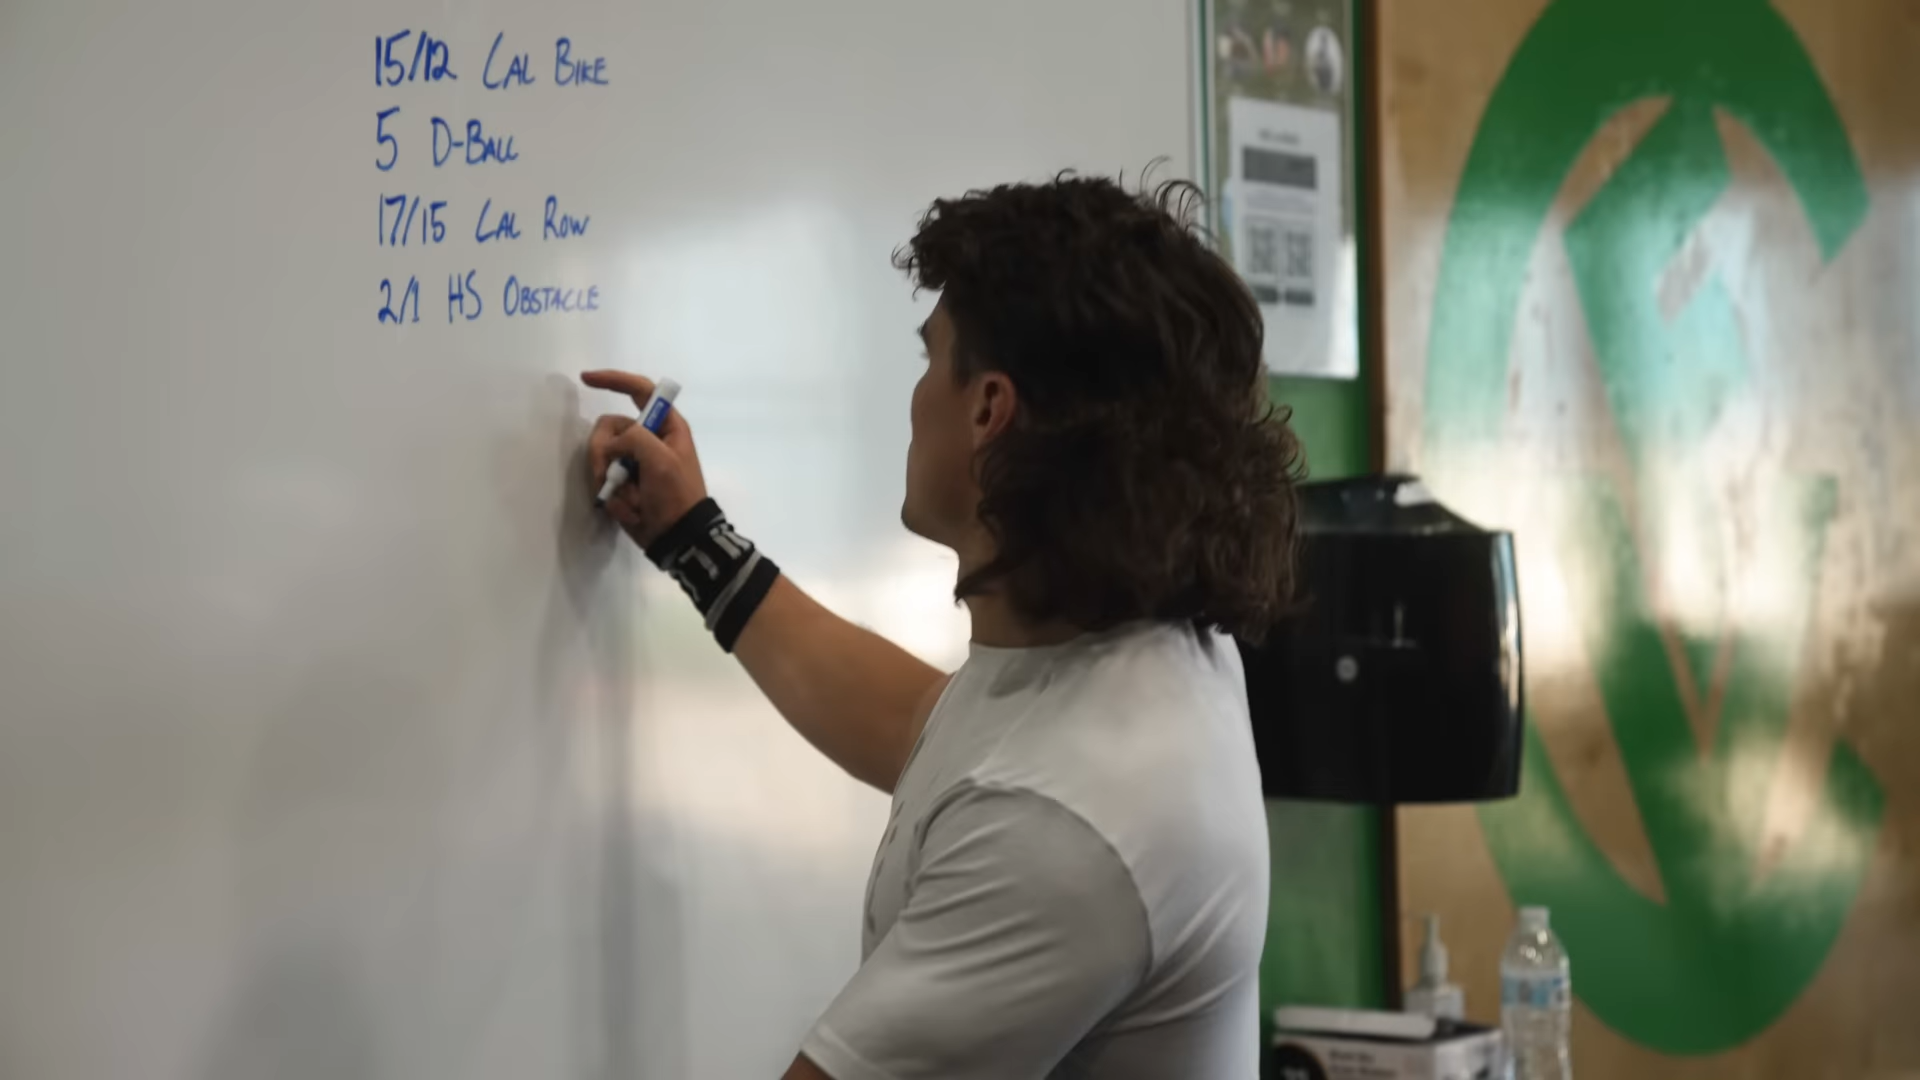 15/12 CAL BIKE
5 D-BALL
17/15 CAL ROW
2/1 HS OBSTACLE